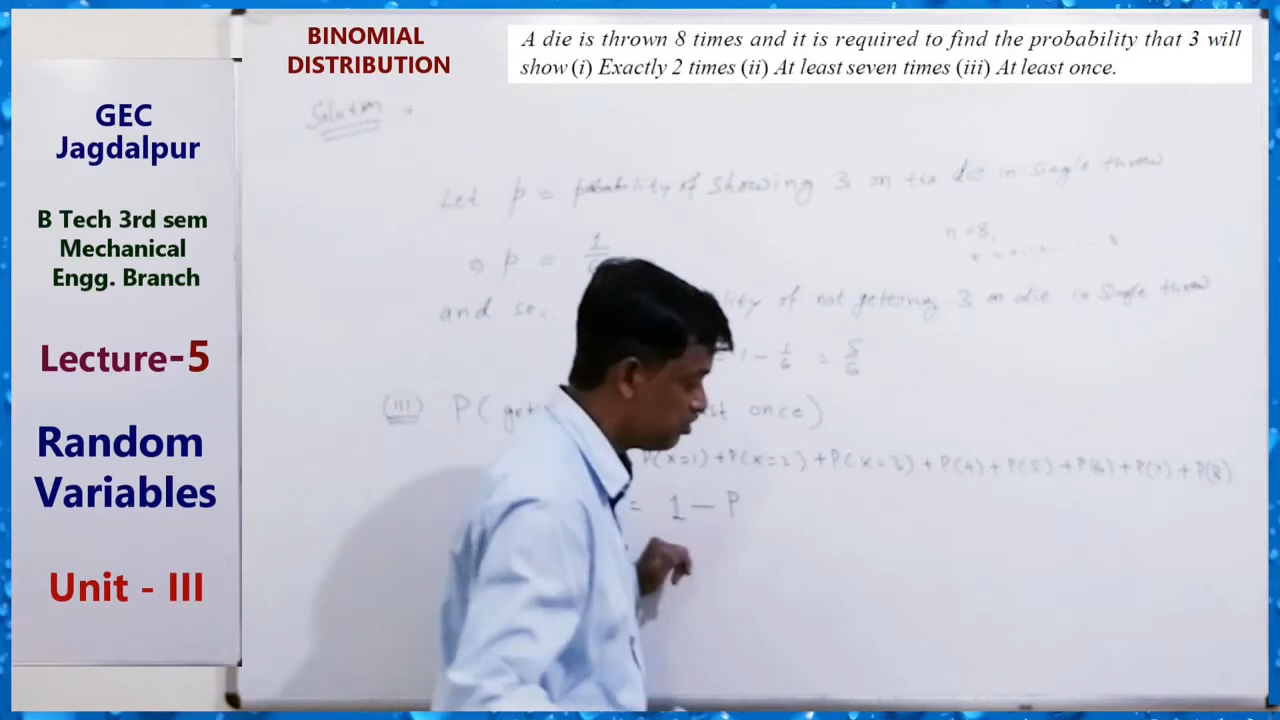 BINOMIAL
DISTRIBUTION
A die is thrown 8 times and it is required to find the probability that 3 will
show (i) Exactly 2 times (ii) At least seven times (iii) At least once.
GEC
Jagdalpur
B Tech 3rd sem
Mechanical
Engg. Branch
Lecture-5
Random
Variables
Unit - III
Solution
Let p = probability of showing 3 on the die in single throw
n = 8,
⇒ p = 1
and so, of not getting 3 on die in single throw
1 - 1/6 = 5/6
(III) P( once)
P(x=1) + P(x=2) + P(x=3) + P(4) + P(5) + P(6) + P(7) + P(8)
= 1 - P